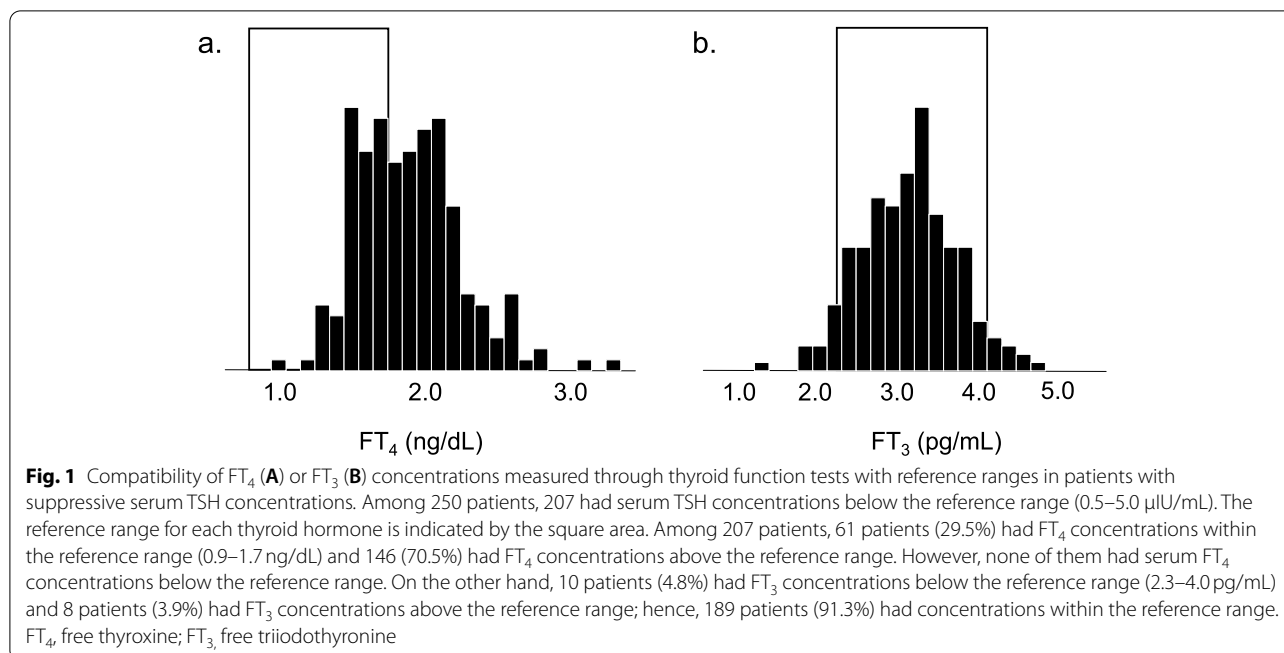 a.
b.
1.0 2.0 3.0
1.0 2.0 3.0 4.0 5.0
FT4 (ng/dL)
FT3 (pg/mL)
Fig. 1 Compatibility of FT4 (A) or FT3 (B) concentrations measured through thyroid function tests with reference ranges in patients with
suppressive serum TSH concentrations. Among 250 patients, 207 had serum TSH concentrations below the reference range (0.5–5.0 μIU/mL). The
reference range for each thyroid hormone is indicated by the square area. Among 207 patients, 61 patients (29.5%) had FT4 concentrations within
the reference range (0.9–1.7 ng/dL) and 146 (70.5%) had FT4 concentrations above the reference range. However, none of them had serum FT4
concentrations below the reference range. On the other hand, 10 patients (4.8%) had FT3 concentrations below the reference range (2.3–4.0 pg/mL)
and 8 patients (3.9%) had FT3 concentrations above the reference range; hence, 189 patients (91.3%) had concentrations within the reference range.
FT4, free thyroxine; FT3, free triiodothyronine